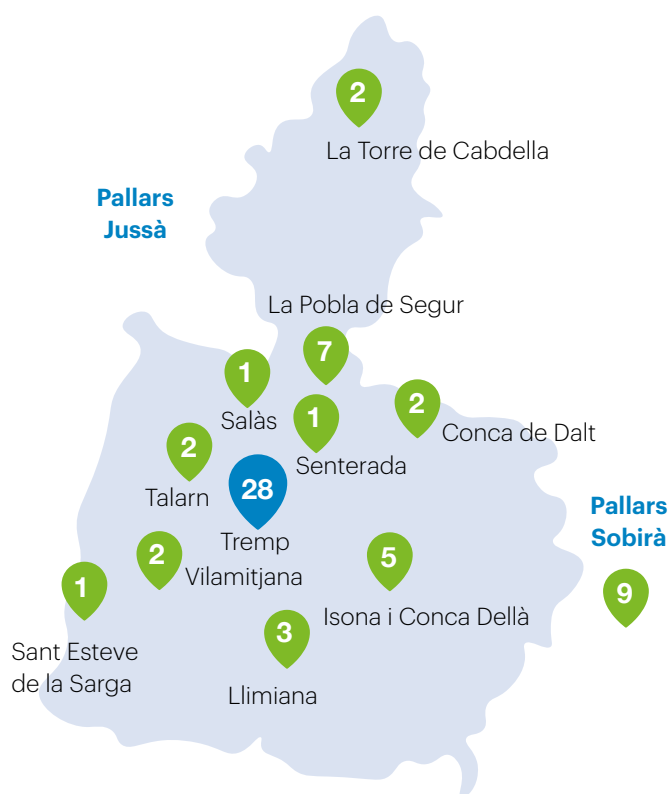 2
La Torre de Cabdella
Pallars
Jussà
La Pobla de Segur
7
1
Salàs
1
Senterada
2
Conca de Dalt
2
Talarn
28
Tremp
Pallars
Sobirà
9
2
Vilamitjana
5
Isona i Conca Dellà
1
Sant Esteve
de la Sarga
3
Llimiana